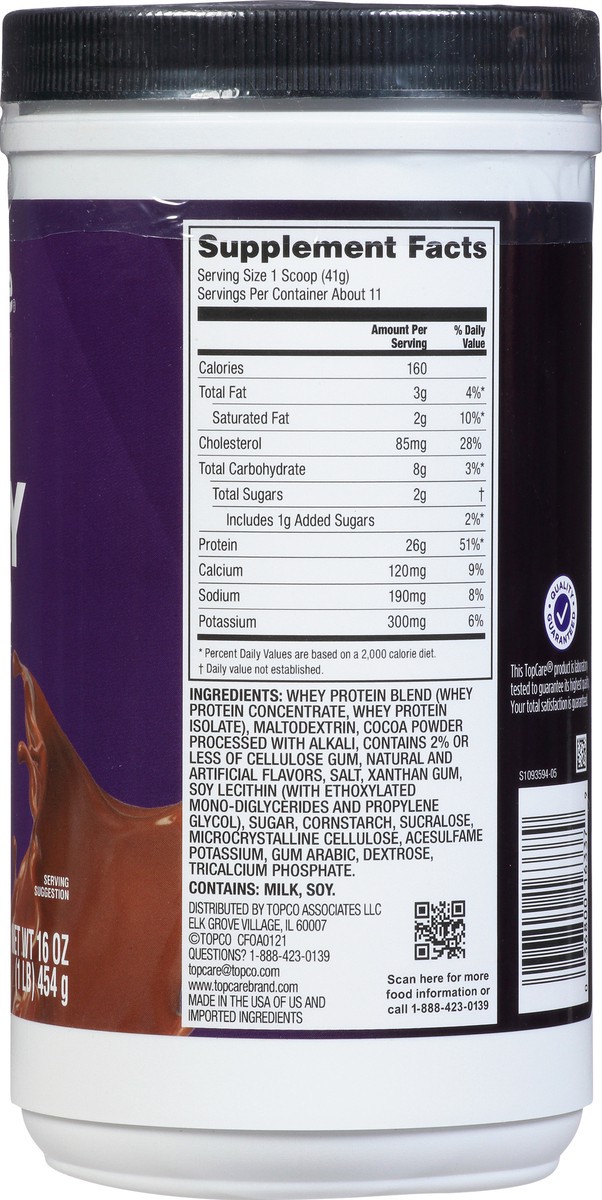 e®
Y
Supplement Facts
Serving Size 1 Scoop (41g)
Servings Per Container About 11
Amount Per Serving % Daily Value
Calories 160
Total Fat 3g 4%*
Saturated Fat 2g 10%*
Cholesterol 85mg 28%
Total Carbohydrate 8g 3%*
Total Sugars 2g †
Includes 1g Added Sugars 2%*
Protein 26g 51%*
Calcium 120mg 9%
Sodium 190mg 8%
Potassium 300mg 6%
* Percent Daily Values are based on a 2,000 calorie diet.
† Daily value not established.
INGREDIENTS: WHEY PROTEIN BLEND (WHEY
PROTEIN CONCENTRATE, WHEY PROTEIN
ISOLATE), MALTODEXTRIN, COCOA POWDER
PROCESSED WITH ALKALI, CONTAINS 2% OR
LESS OF CELLULOSE GUM, NATURAL AND
ARTIFICIAL FLAVORS, SALT, XANTHAN GUM,
SOY LECITHIN (WITH ETHOXYLATED
MONO-DIGLYCERIDES AND PROPYLENE
GLYCOL), SUGAR, CORNSTARCH, SUCRALOSE,
MICROCRYSTALLINE CELLULOSE, ACESULFAME
POTASSIUM, GUM ARABIC, DEXTROSE,
TRICALCIUM PHOSPHATE.
CONTAINS: MILK, SOY.
DISTRIBUTED BY TOPCO ASSOCIATES LLC
ELK GROVE VILLAGE, IL 60007
©TOPCO CFOA0121
QUESTIONS? 1-888-423-0139
topcare@topco.com
www.topcarebrand.com
MADE IN THE USA OF US AND
IMPORTED INGREDIENTS
Scan here for more
food information or
call 1-888-423-0139
SERVING
SUGGESTION
ET WT 16 OZ
(1 LB) 454 g
QUALITY
GUARANTEED
This TopCare® product is laboratory
tested to guarantee its highest quality.
Your total satisfaction is guaranteed.
S1093594-05